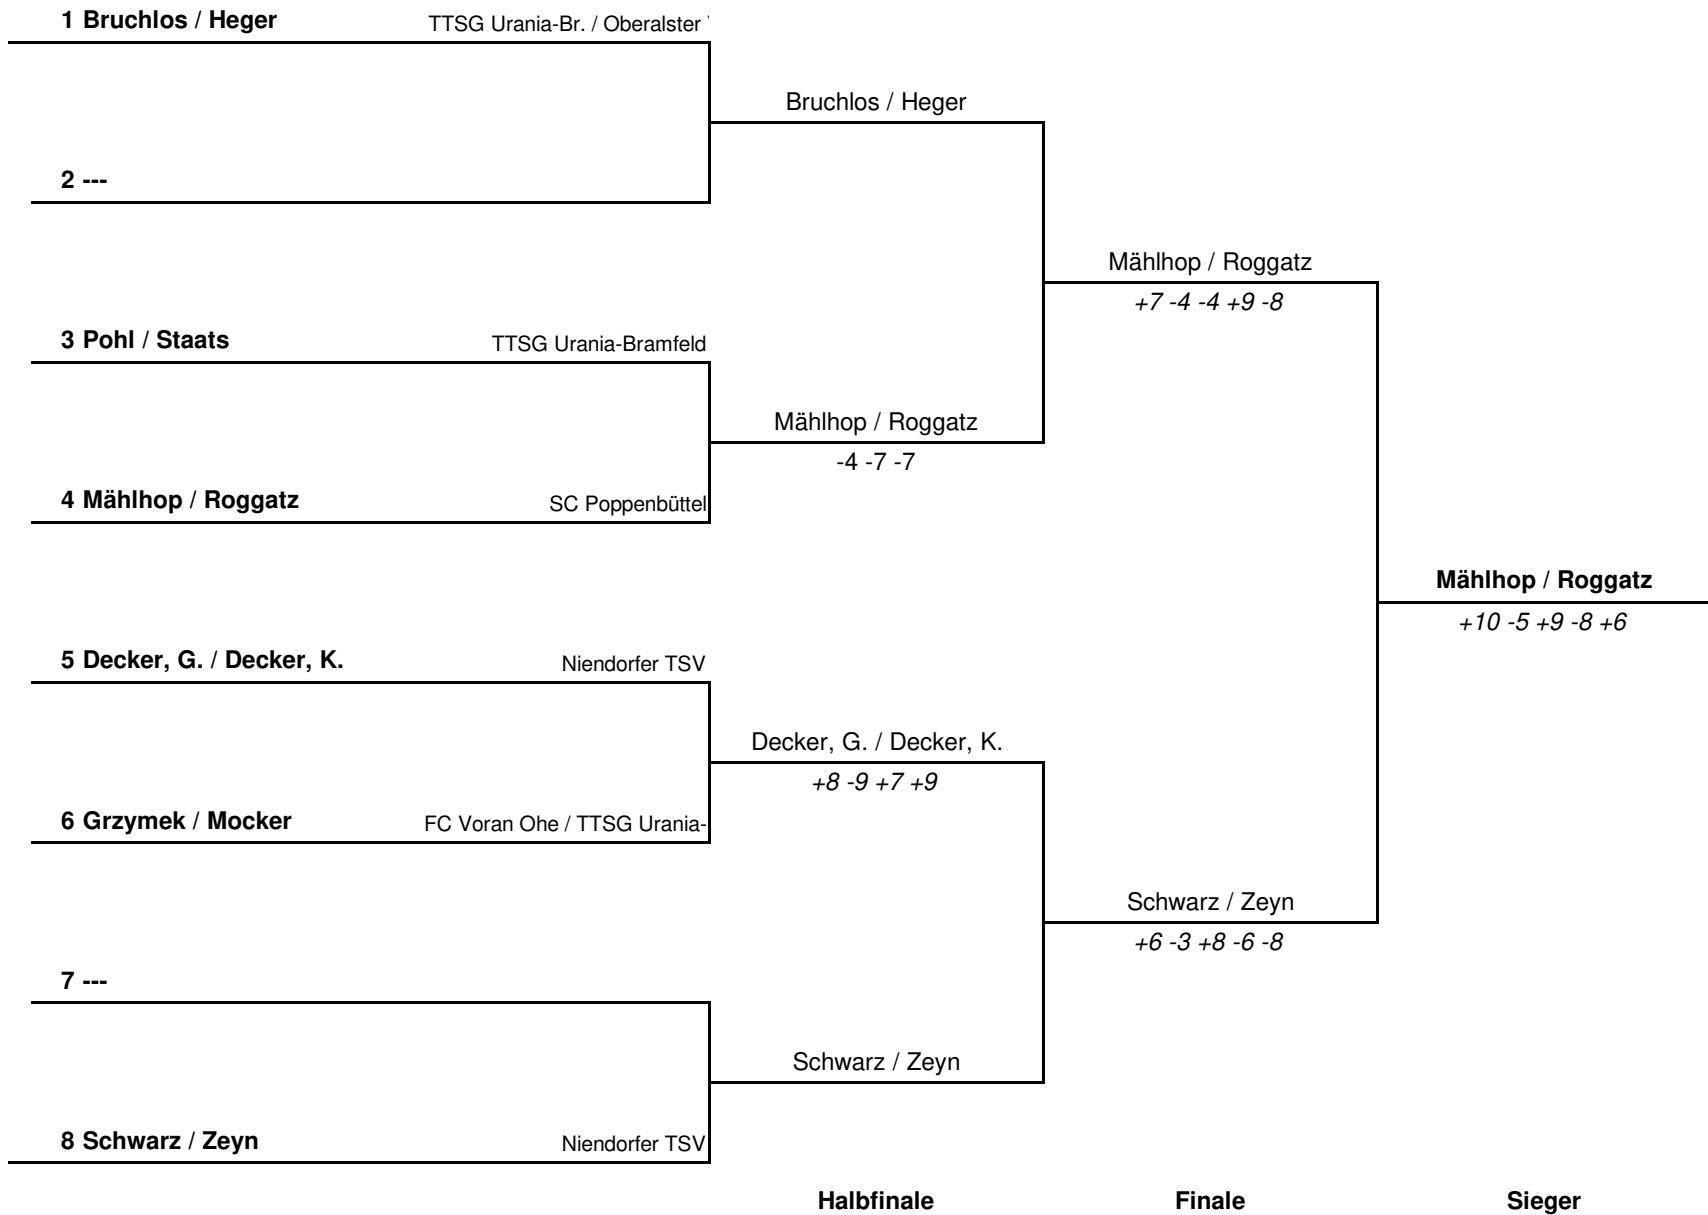 1 Bruchlos / Heger TTSG Urania-Br. / Oberalster
Bruchlos / Heger
2 ---
Mählhop / Roggatz
+7 -4 -4 +9 -8
3 Pohl / Staats TTSG Urania-Bramfeld
Mählhop / Roggatz
-4 -7 -7
4 Mählhop / Roggatz SC Poppenbüttel
Mählhop / Roggatz
+10 -5 +9 -8 +6
5 Decker, G. / Decker, K. Niendorfer TSV
Decker, G. / Decker, K.
+8 -9 +7 +9
6 Grzymek / Mocker FC Voran Ohe / TTSG Urania-
Schwarz / Zeyn
+6 -3 +8 -6 -8
7 ---
Schwarz / Zeyn
8 Schwarz / Zeyn Niendorfer TSV
Halbfinale Finale Sieger